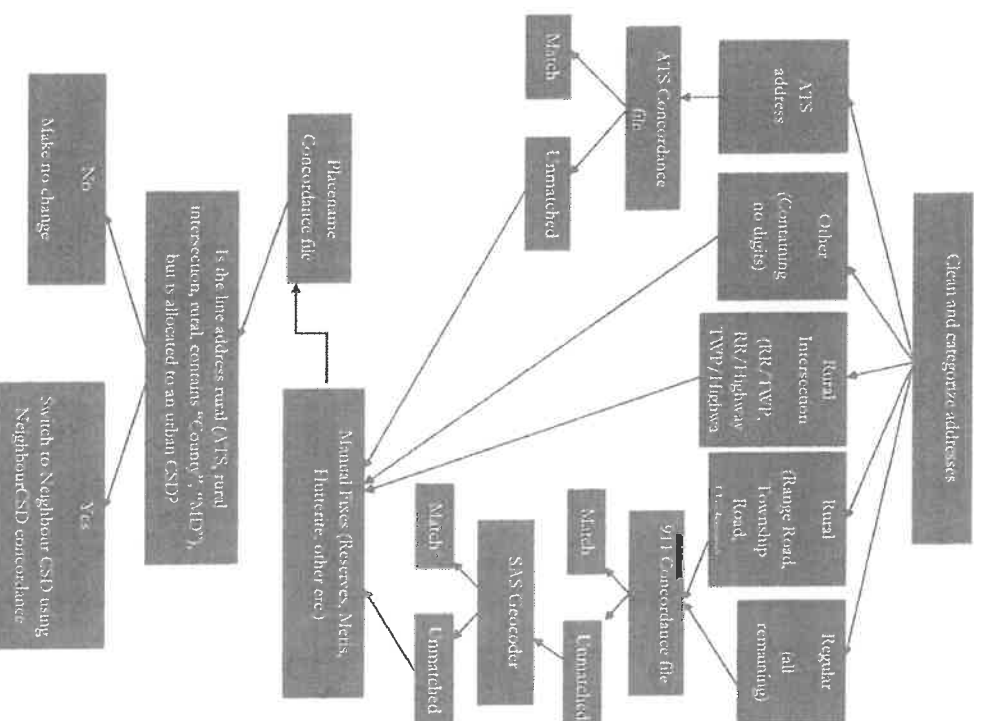 Clean and categorize addresses
ATS
address
Other
(Containing
no digits)
Rural
Intersection
(RR/TWP,
RR/Highway
TWP/Highwa
Rural
(Range Road,
Township
Road,
Regular
(all
remaining)
ATS Concordance
file
911 Concordance file
Match
Unmatched
Match
Unmatched
SAS Geocoder
Match
Unmatched
Manual Fixes (Reserves, Metis,
Hutterite, other etc)
Placename
Concordance file
Is the line address rural (ATS, rural
intersection, rural, contains "County", "MD"),
but is allocated to an urban CSD?
No
Make no change
Yes
Switch to Neighbour CSD using
NeighbourCSD concordance